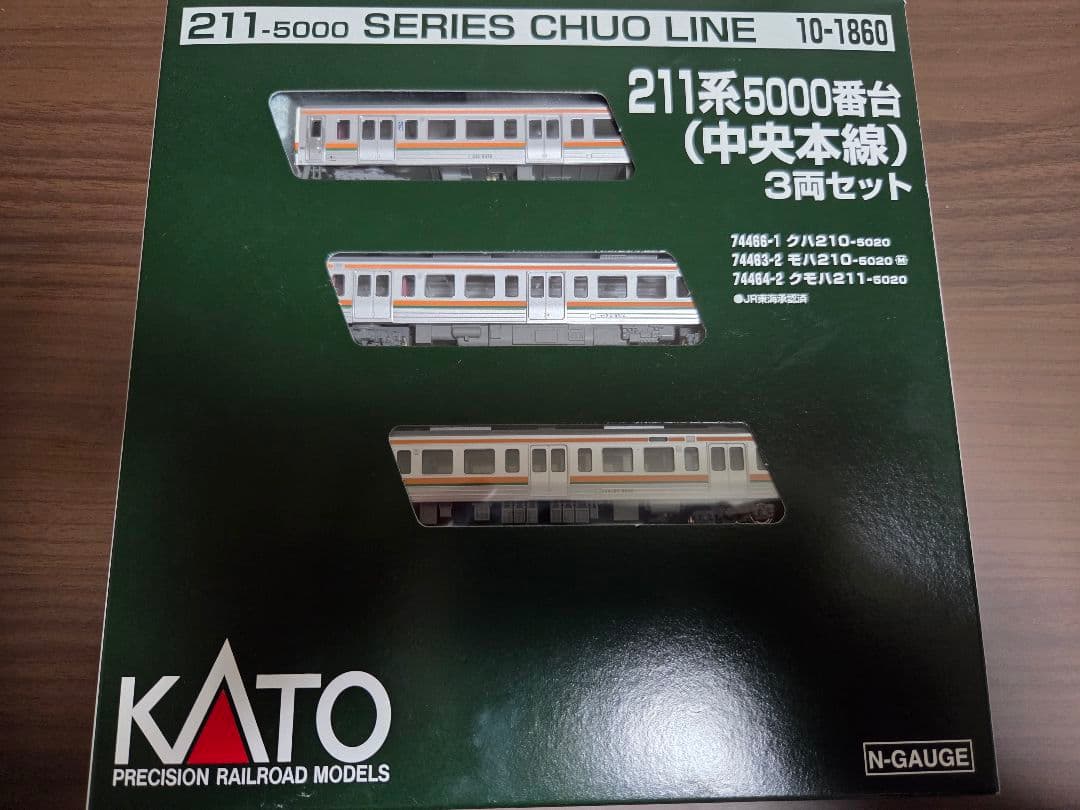 211-5000 SERIES CHUO LINE 10-1860
211系5000番台
(中央本線)
3両セット
74466-1 クハ210-5020
74463-2 モハ210-5020 M
74464-2 クモハ211-5020
●JR東海承認済
KATO
PRECISION RAILROAD MODELS
N-GAUGE